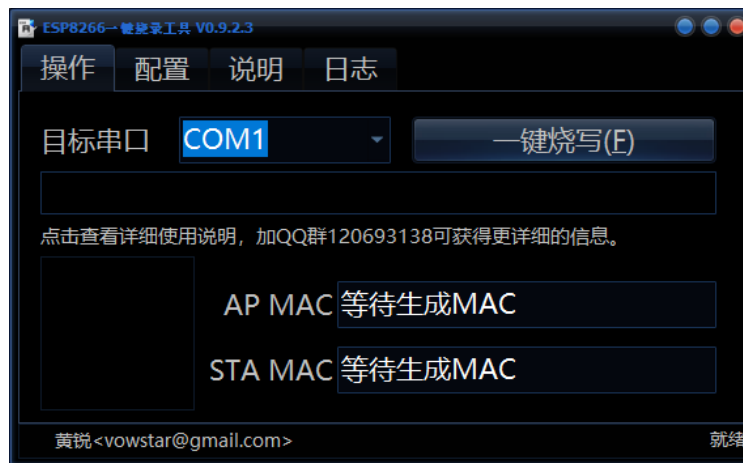 ESP8266一键烧录工具 V0.9.2.3
操作 配置 说明 日志
目标串口 COM1 一键烧写(F)
点击查看详细使用说明，加QQ群120693138可获得更详细的信息。
AP MAC 等待生成MAC
STA MAC 等待生成MAC
黄锐<vowstar@gmail.com> 就绪